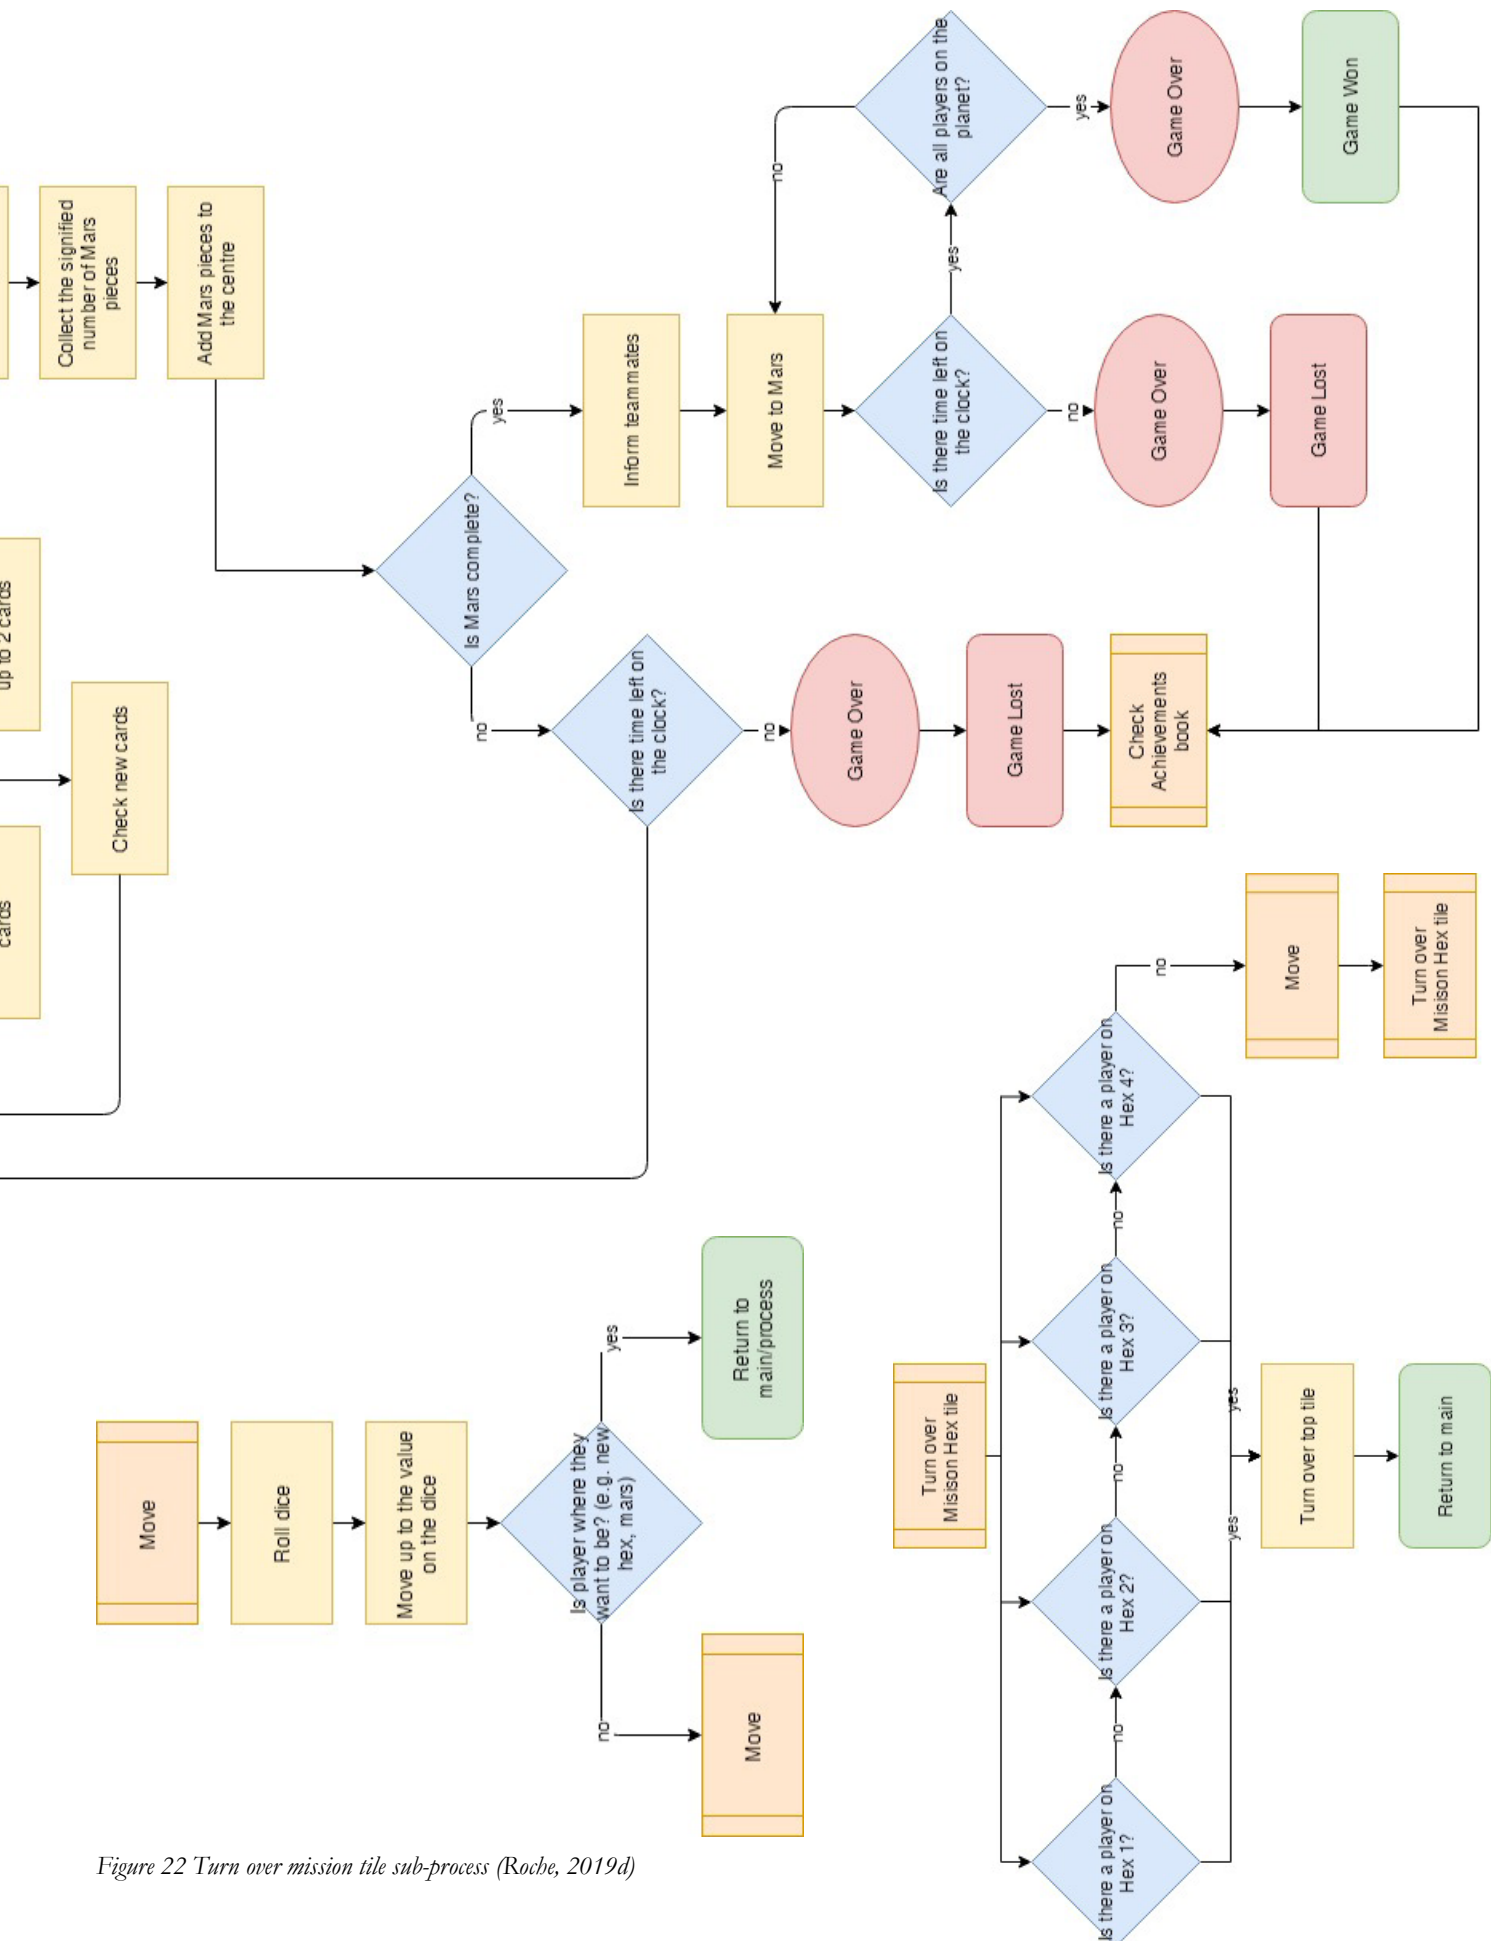 Collect the signified
number of Mars
pieces
Add Mars pieces to
the centre
up to 2 cards
cards
Check new cards
Is Mars complete?
yes
no
Inform teammates
Move to Mars
Is there time left on
the clock?
yes
no
Are all players on the
planet?
no
yes
Game Over
Game Won
Game Over
Game Lost
Is there time left on
the clock?
no
Game Over
Game Lost
Check
Achievements
book
Move
Roll dice
Move up to the value
on the dice
Is player where they
want to be? (e.g. new
hex, mars)
yes
no
Return to
main/process
Move
Turn over
Misison Hex tile
Is there a player on
Hex 1?
no
Is there a player on
Hex 2?
no
Is there a player on
Hex 3?
no
Is there a player on
Hex 4?
no
yes
yes
Move
Turn over
Misison Hex tile
Turn over top tile
Return to main
Figure 22 Turn over mission tile sub-process (Roche, 2019d)